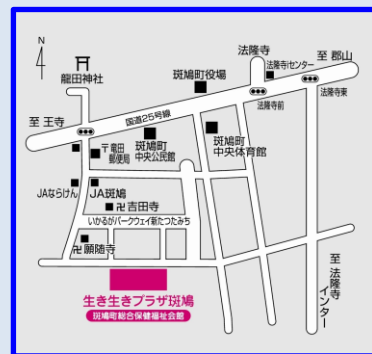 N
龍田神社
斑鳩町役場
法隆寺
法隆寺iセンター
至 郡山
法隆寺前
法隆寺東
国道25号線
至 王寺
〒竜田
郵便局
斑鳩町
中央公民館
斑鳩町
中央体育館
JAならけん
JA斑鳩
卍吉田寺
いかるがパークウェイ新たつたみち
卍願随寺
至 法隆寺インター
生き生きプラザ斑鳩
斑鳩町総合保健福祉会館